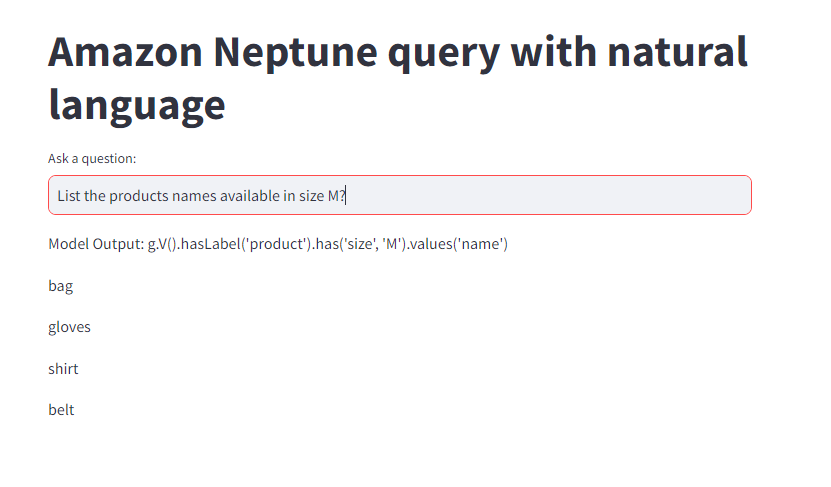 Amazon Neptune query with natural
language
Ask a question:
List the products names available in size M?
Model Output: g.V().hasLabel('product').has('size', 'M').values('name')
bag
gloves
shirt
belt